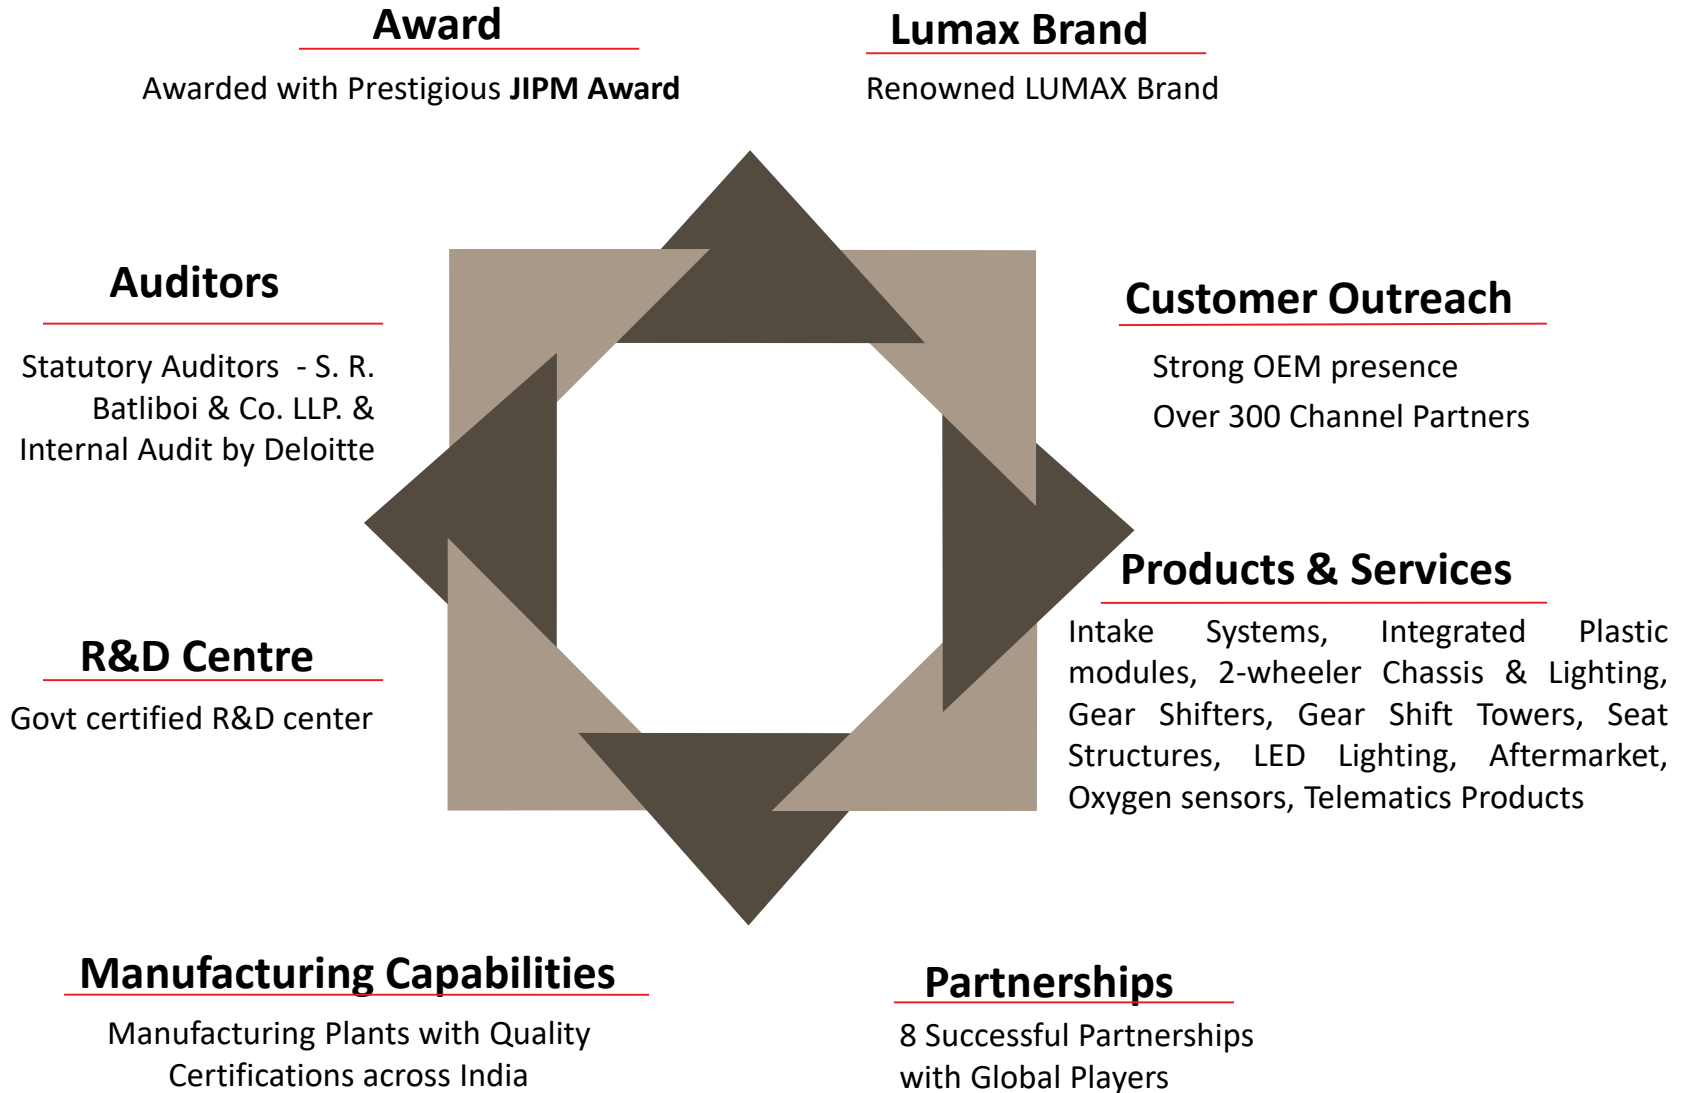 Award
Awarded with Prestigious JIPM Award
Lumax Brand
Renowned LUMAX Brand
Auditors
Statutory Auditors - S. R.
Batliboi & Co. LLP. &
Internal Audit by Deloitte
Customer Outreach
Strong OEM presence
Over 300 Channel Partners
Products & Services
Intake Systems, Integrated Plastic
modules, 2-wheeler Chassis & Lighting,
Gear Shifters, Gear Shift Towers, Seat
Structures, LED Lighting, Aftermarket,
Oxygen sensors, Telematics Products
R&D Centre
Govt certified R&D center
Manufacturing Capabilities
Manufacturing Plants with Quality
Certifications across India
Partnerships
8 Successful Partnerships
with Global Players